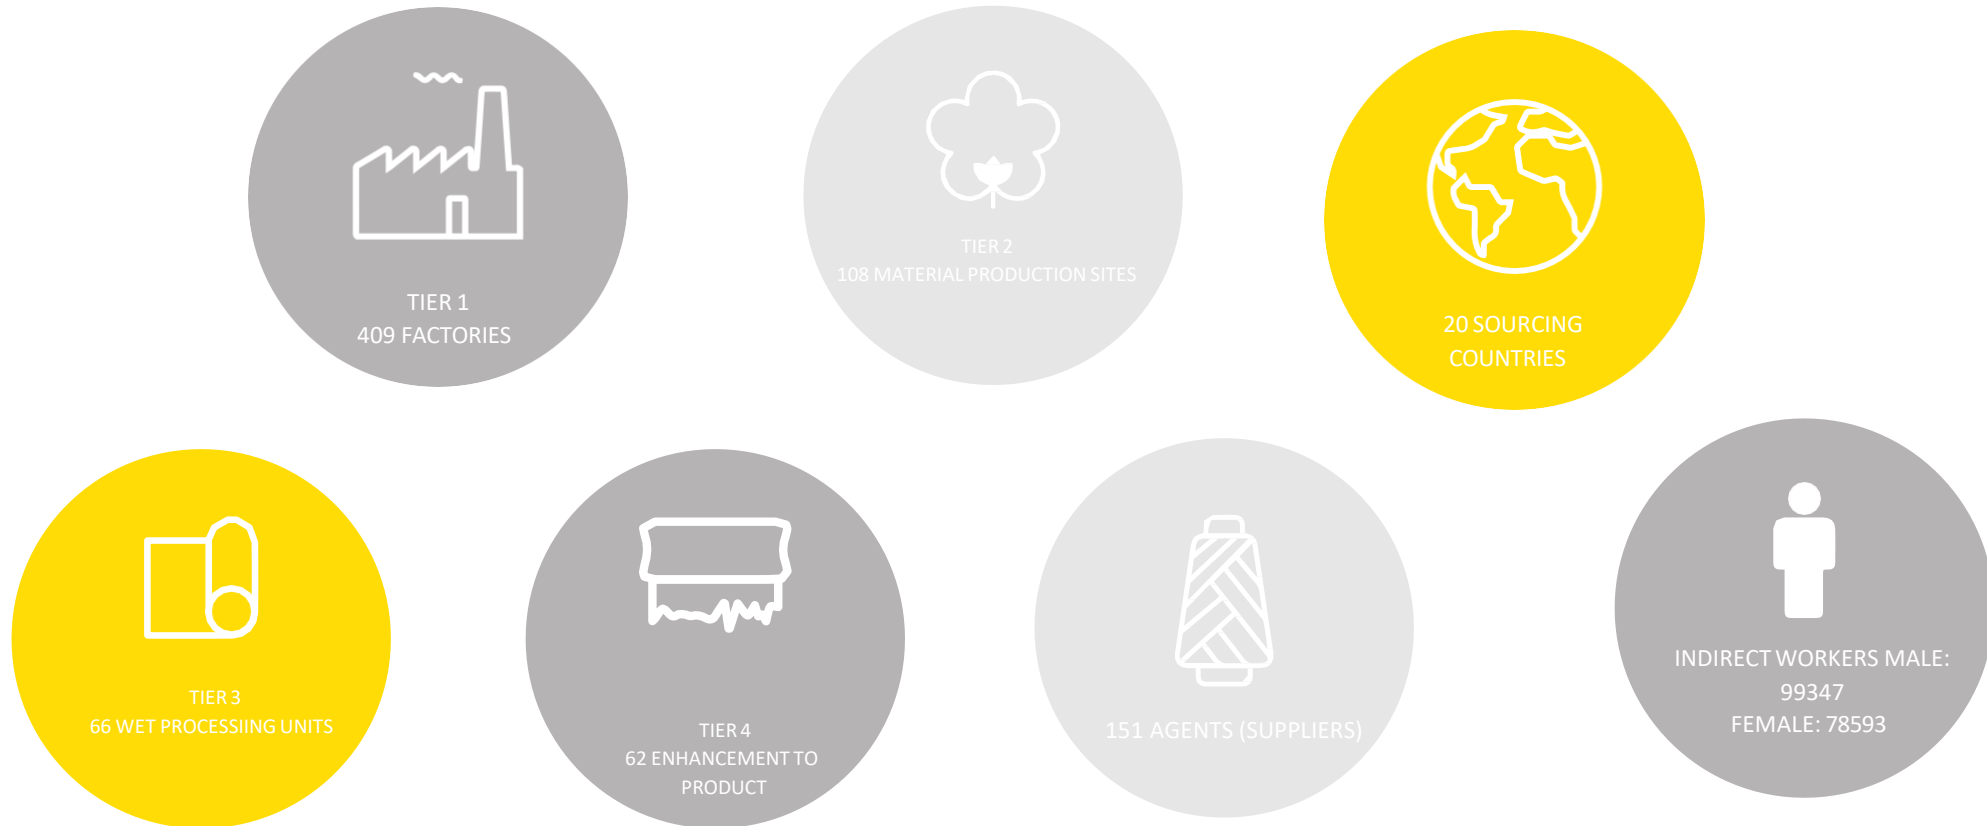 TIER 1
409 FACTORIES
TIER 2
108 MATERIAL PRODUCTION SITES
20 SOURCING
COUNTRIES
TIER 3
66 WET PROCESSIING UNITS
TIER 4
62 ENHANCEMENT TO
PRODUCT
151 AGENTS (SUPPLIERS)
INDIRECT WORKERS MALE:
99347
FEMALE: 78593